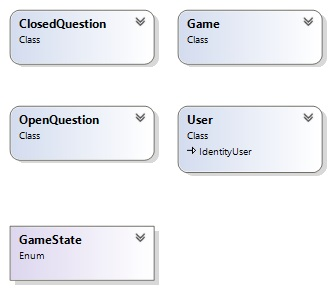 ClosedQuestion
Class
Game
Class
OpenQuestion
Class
User
Class
IdentityUser
GameState
Enum